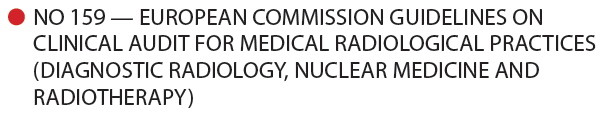 NO 159 — EUROPEAN COMMISSION GUIDELINES ON
CLINICAL AUDIT FOR MEDICAL RADIOLOGICAL PRACTICES
(DIAGNOSTIC RADIOLOGY, NUCLEAR MEDICINE AND
RADIOTHERAPY)